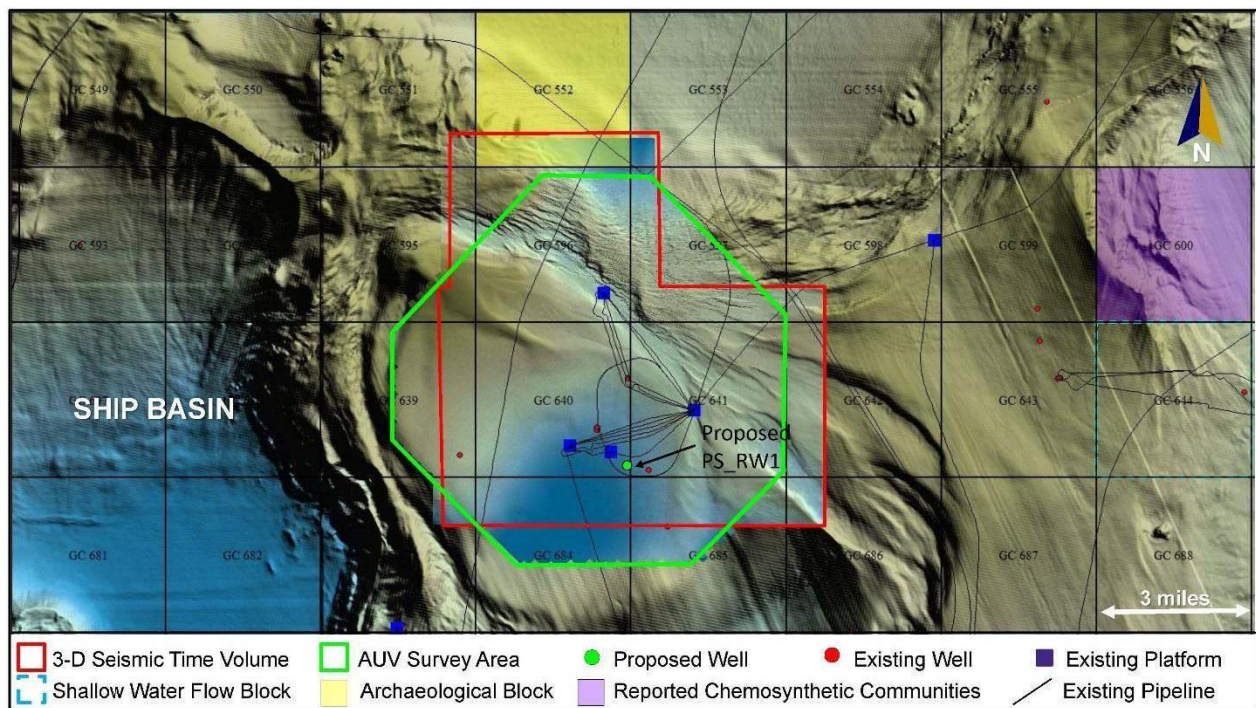 GC 549 GC 550 GC 551 GC 552 GC 553 GC 554 GC 555 GC 556
N
GC 593 GC 595 GC 596 GC 597 GC 598 GC 599 GC 600
SHIP BASIN 639 GC 640 GC 641 GC 642 GC 643 GC 644
Proposed
PS_RW1
GC 681 GC 682 GC 684 GC 685 GC 686 GC 687 GC 688
3 miles
3-D Seismic Time Volume AUV Survey Area Proposed Well Existing Well Existing Platform
Shallow Water Flow Block Archaeological Block Reported Chemosynthetic Communities Existing Pipeline